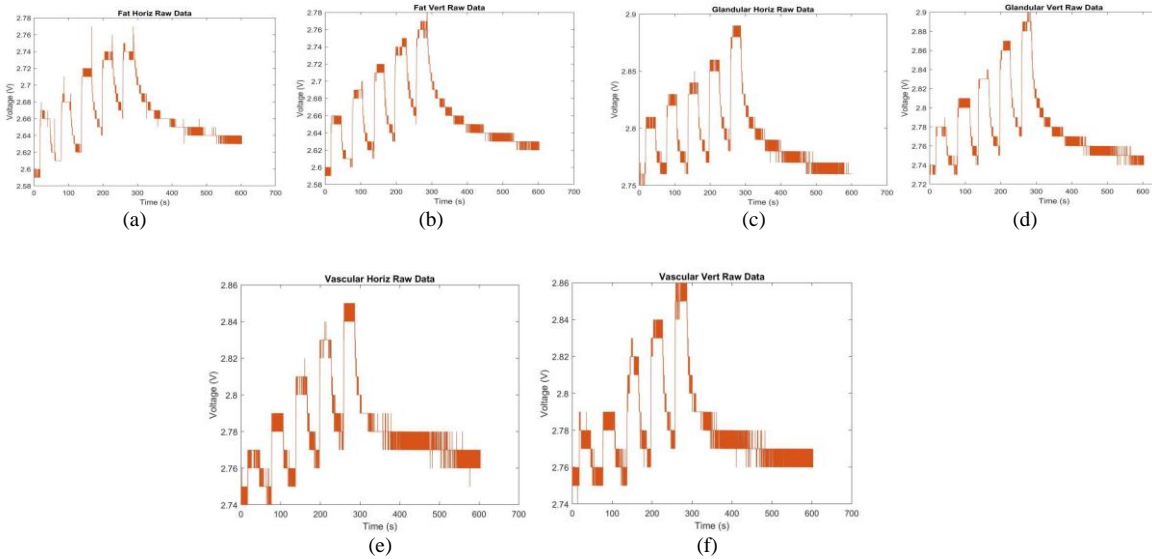 Fat Horiz Raw Data
Voltage (V)
2.78
2.76
2.74
2.72
2.7
2.68
2.66
2.64
2.62
2.6
2.58
0 100 200 300 400 500 600 700
Time (s)
(a)
Fat Vert Raw Data
Voltage (V)
2.78
2.76
2.74
2.72
2.7
2.68
2.66
2.64
2.62
2.6
2.58
0 100 200 300 400 500 600 700
Time (s)
(b)
Glandular Horiz Raw Data
Voltage (V)
2.9
2.85
2.8
2.75
0 100 200 300 400 500 600 700
Time (s)
(c)
Glandular Vert Raw Data
Voltage (V)
2.9
2.88
2.86
2.84
2.82
2.8
2.78
2.76
2.74
2.72
0 100 200 300 400 500 600 700
Time (s)
(d)
Vascular Horiz Raw Data
Voltage (V)
2.86
2.84
2.82
2.8
2.78
2.76
2.74
0 100 200 300 400 500 600 700
Time (s)
(e)
Vascular Vert Raw Data
Voltage (V)
2.86
2.84
2.82
2.8
2.78
2.76
2.74
0 100 200 300 400 500 600 700
Time (s)
(f)